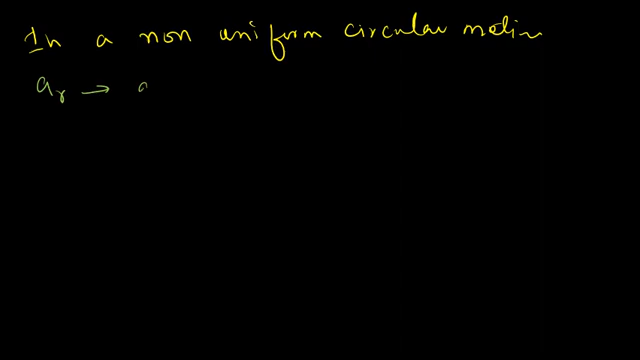 In a non uniform circular motion
aᵣ → a